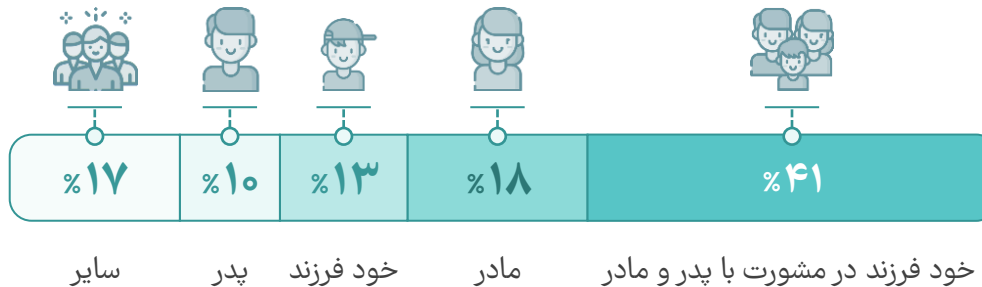 %۴۱ %۱۸ %۱۳ %۱۰ %۱۷
خود فرزند در مشورت با پدر و مادر مادر خود فرزند پدر سایر